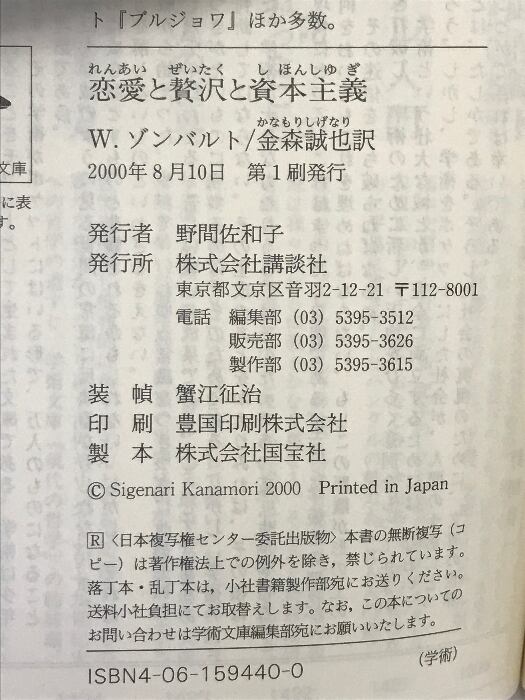 ト『ブルジョワ』ほか多数。
れんあい ぜいたく し ほんしゅ ぎ
恋愛と贅沢と資本主義
かなもりしげなり
W. ゾンバルト/金森誠也訳
2000年8月10日 第1刷発行
文庫
に表
す。
発行者 野間佐和子
発行所 株式会社講談社
東京都文京区音羽2-12-21 〒112-8001
電話 編集部 (03) 5395-3512
販売部 (03) 5395-3626
製作部 (03) 5395-3615
装 幀 蟹江征治
印 刷 豊国印刷株式会社
製 本 株式会社国宝社
© Sigenari Kanamori 2000 Printed in Japan
R〈日本複写権センター委託出版物〉本書の無断複写(コ
ピー)は著作権法上での例外を除き,禁じられています。
落丁本・乱丁本は,小社書籍製作部宛にお送りください。
送料小社負担にてお取替えします。なお,この本についての
お問い合わせは学術文庫編集部宛にお願いいたします。
(学術)
ISBN4-06-159440-0